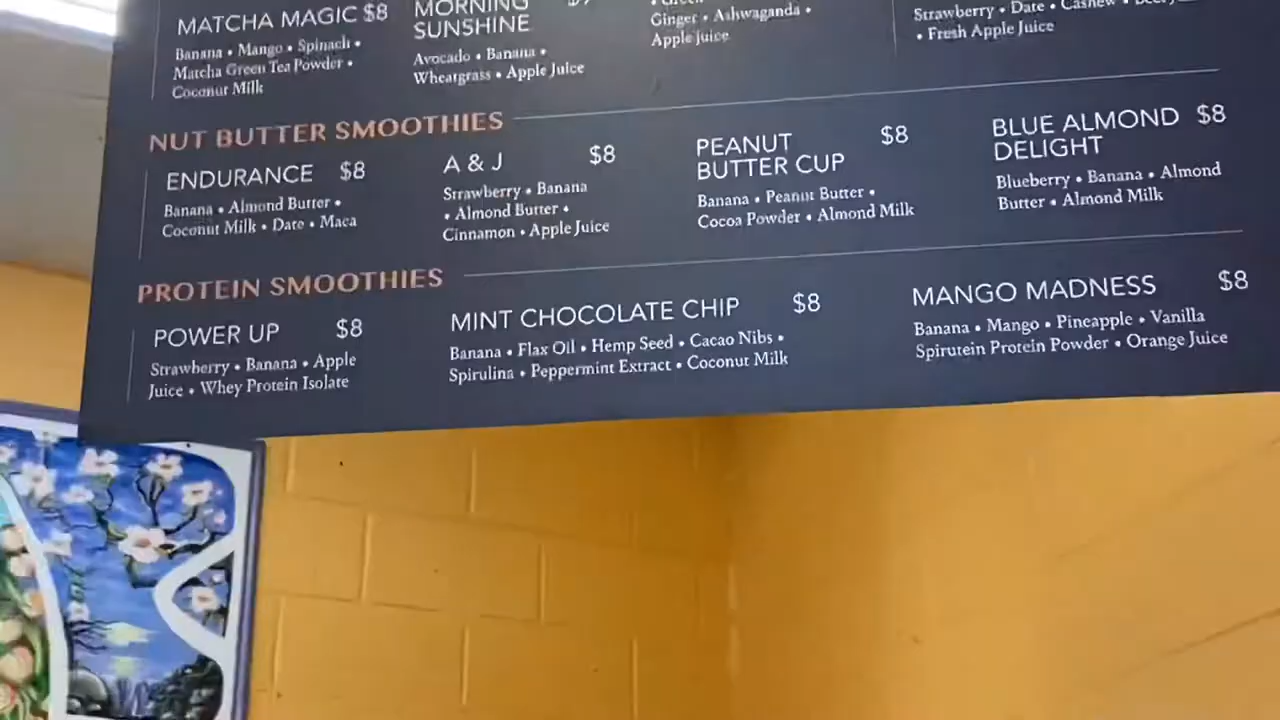 MATCHA MAGIC $8
Banana • Mango • Spinach •
Matcha Green Tea Powder •
Coconut Milk
MORNING
SUNSHINE
Avocado • Banana •
Wheatgrass • Apple Juice
Ginger • Ashwaganda •
Apple Juice
Strawberry • Date • Cashew •
• Fresh Apple Juice
NUT BUTTER SMOOTHIES
ENDURANCE $8
Banana • Almond Butter •
Coconut Milk • Date • Maca
A & J $8
Strawberry • Banana
• Almond Butter •
Cinnamon • Apple Juice
PEANUT $8
BUTTER CUP
Banana • Peanut Butter •
Cocoa Powder • Almond Milk
BLUE ALMOND $8
DELIGHT
Blueberry • Banana • Almond
Butter • Almond Milk
PROTEIN SMOOTHIES
POWER UP $8
Strawberry • Banana • Apple
Juice • Whey Protein Isolate
MINT CHOCOLATE CHIP $8
Banana • Flax Oil • Hemp Seed • Cacao Nibs •
Spirulina • Peppermint Extract • Coconut Milk
MANGO MADNESS $8
Banana • Mango • Pineapple • Vanilla
Spirutein Protein Powder • Orange Juice